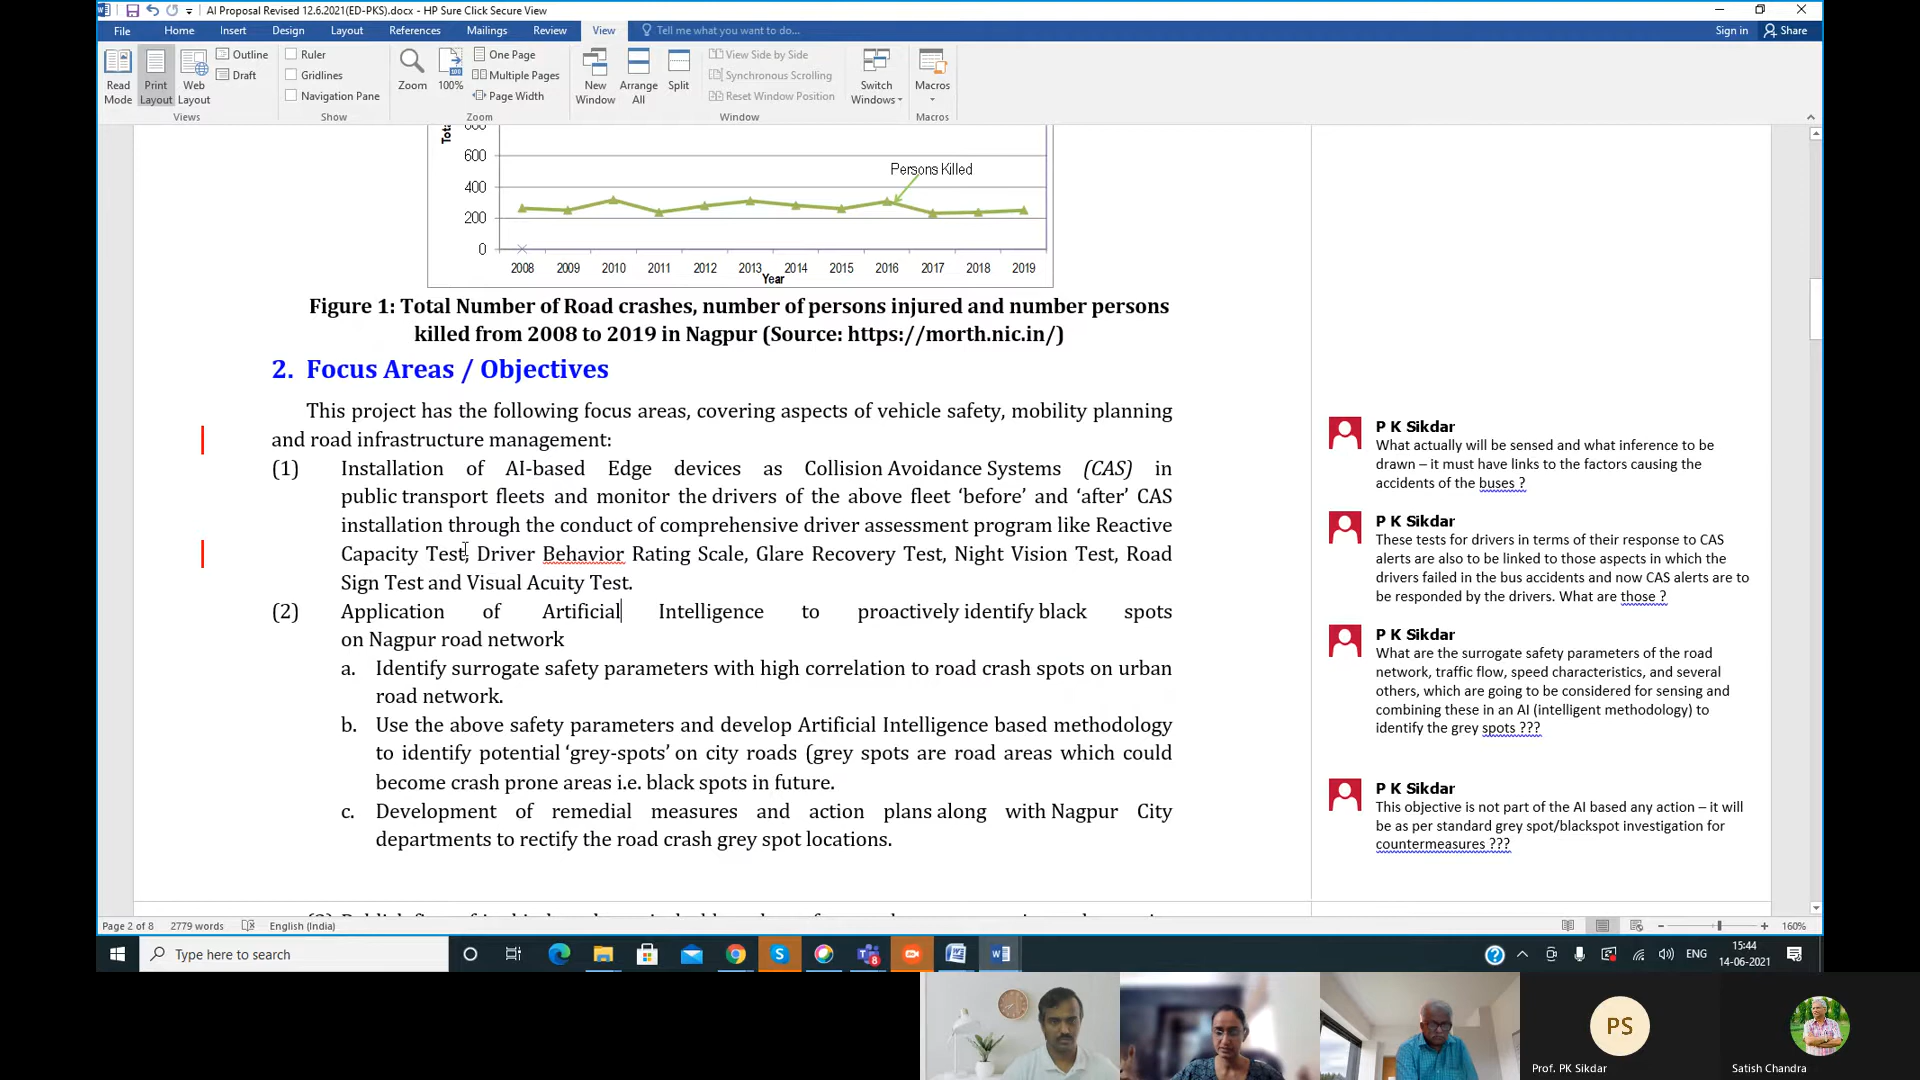 AI Proposal Revised 12.6.2021(ED-PKS).docx - HP Sure Click Secure View
File Home Insert Design Layout References Mailings Review View Tell me what you want to do... Sign in Share
Read Mode
Print Layout
Web Layout
Outline
Draft
Views
Ruler
Gridlines
Navigation Pane
Show
Zoom
100%
One Page
Multiple Pages
Page Width
Zoom
New Window
Arrange All
Split
View Side by Side
Synchronous Scrolling
Reset Window Position
Window
Switch Windows
Macros
Macros
600
400
200
0
Persons Killed
2008 2009 2010 2011 2012 2013 2014 2015 2016 2017 2018 2019
Year
Figure 1: Total Number of Road crashes, number of persons injured and number persons
killed from 2008 to 2019 in Nagpur (Source: https://morth.nic.in/)
2. Focus Areas / Objectives
This project has the following focus areas, covering aspects of vehicle safety, mobility planning
and road infrastructure management:
(1) Installation of AI-based Edge devices as Collision Avoidance Systems (CAS) in
public transport fleets and monitor the drivers of the above fleet ‘before’ and ‘after’ CAS
installation through the conduct of comprehensive driver assessment program like Reactive
Capacity Test, Driver Behavior Rating Scale, Glare Recovery Test, Night Vision Test, Road
Sign Test and Visual Acuity Test.
(2) Application of Artificial Intelligence to proactively identify black spots
on Nagpur road network
a. Identify surrogate safety parameters with high correlation to road crash spots on urban
road network.
b. Use the above safety parameters and develop Artificial Intelligence based methodology
to identify potential ‘grey-spots’ on city roads (grey spots are road areas which could
become crash prone areas i.e. black spots in future.
c. Development of remedial measures and action plans along with Nagpur City
departments to rectify the road crash grey spot locations.
P K Sikdar
What actually will be sensed and what inference to be
drawn – it must have links to the factors causing the
accidents of the buses ?
P K Sikdar
These tests for drivers in terms of their response to CAS
alerts are also to be linked to those aspects in which the
drivers failed in the bus accidents and now CAS alerts are to
be responded by the drivers. What are those ?
P K Sikdar
What are the surrogate safety parameters of the road
network, traffic flow, speed characteristics, and several
others, which are going to be considered for sensing and
combining these in an AI (intelligent methodology) to
identify the grey spots ???
P K Sikdar
This objective is not part of the AI based any action – it will
be as per standard grey spot/blackspot investigation for
countermeasures ???
Page 2 of 8 2779 words English (India) 160%
Type here to search
S
8
ENG
15:44
14-06-2021
PS
Prof. PK Sikdar
Satish Chandra